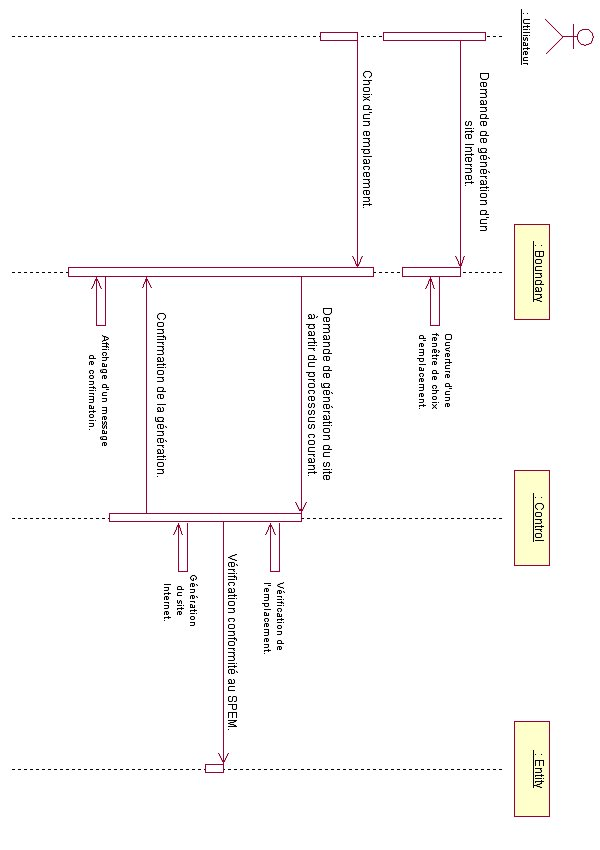 : Utilisateur
: Boundary
: Control
: Entity
Demande de génération d'un
site Internet.
Ouverture d'une
fenêtre de choix
d'emplacement.
Choix d'un emplacement.
Demande de génération du site
à partir du processus courant.
Vérification de
l'emplacement.
Vérification conformité au SPEM.
Génération
du site
Internet.
Confirmation de la génération.
Affichage d'un message
de confirmatoin.